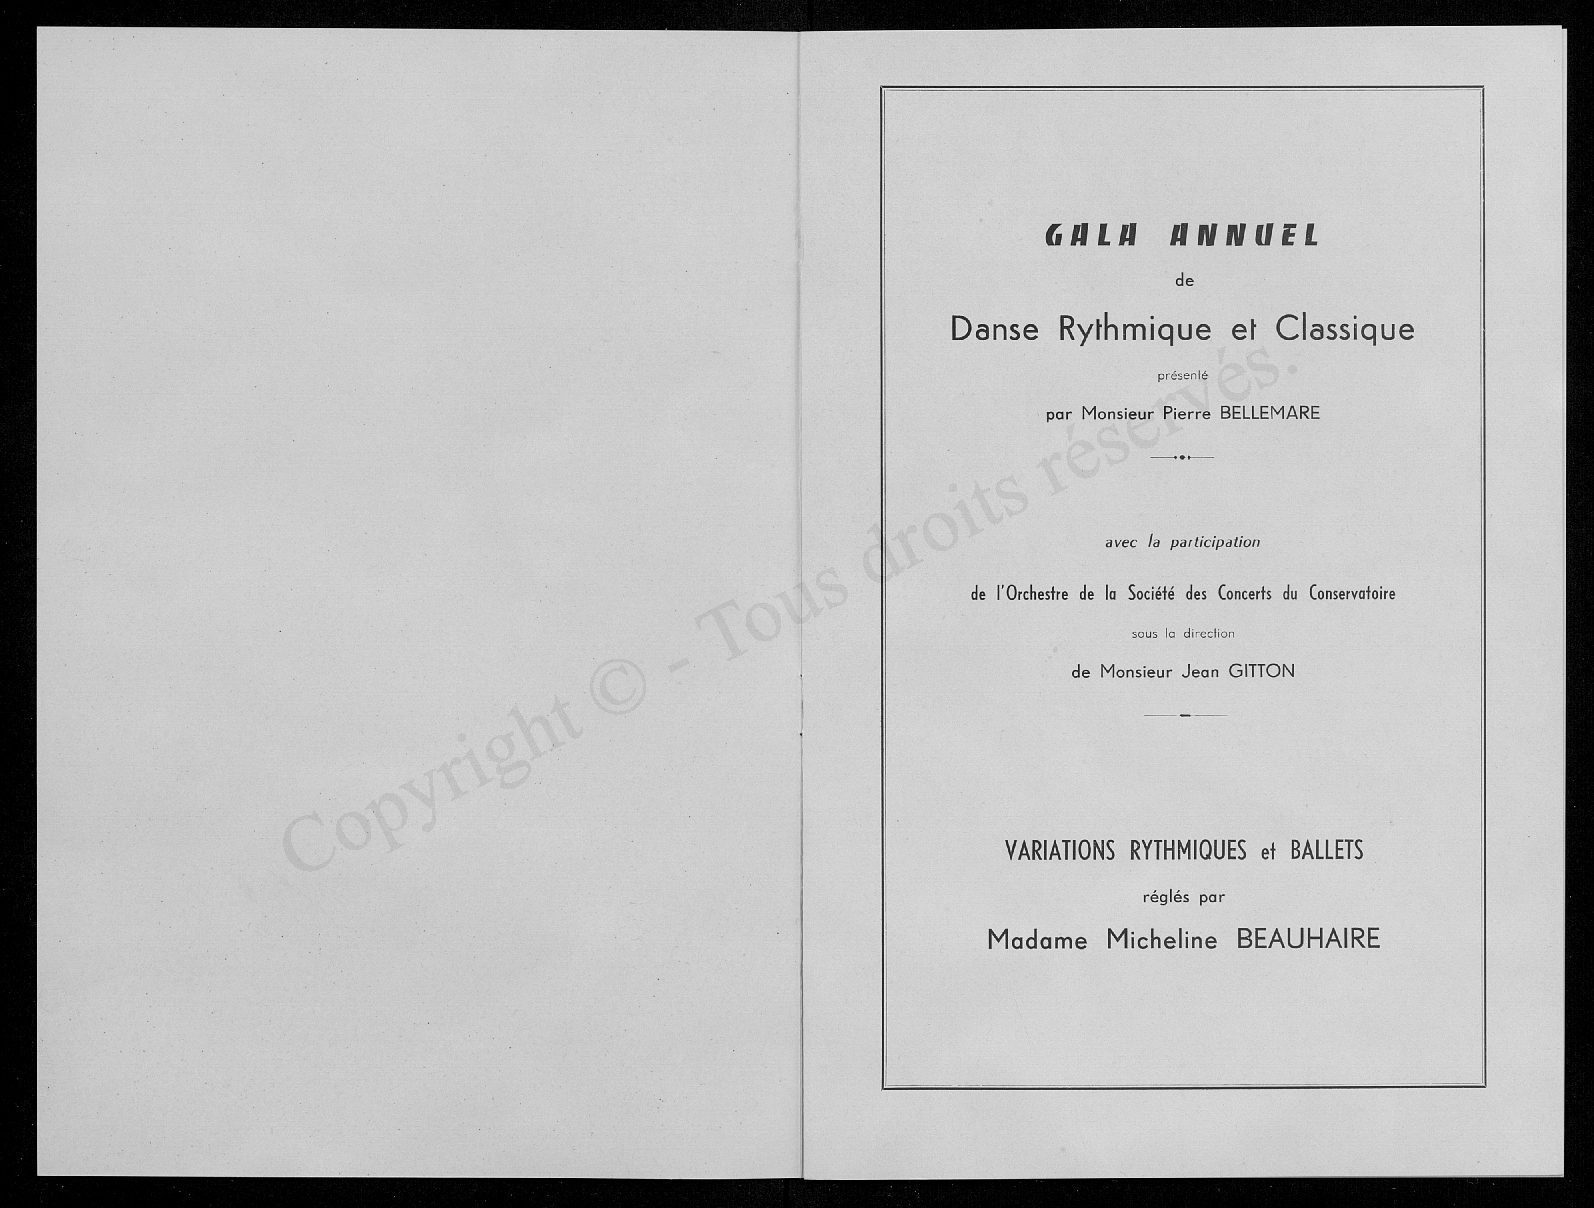 GALA ANNUEL
de
Danse Rythmique et Classique
présenté
par Monsieur Pierre BELLEMARE
avec la participation
de l'Orchestre de la Société des Concerts du Conservatoire
sous la direction
de Monsieur Jean GITTON
VARIATIONS RYTHMIQUES et BALLETS
réglés par
Madame Micheline BEAUHAIRE
Copyright © - Tous droits réservés.